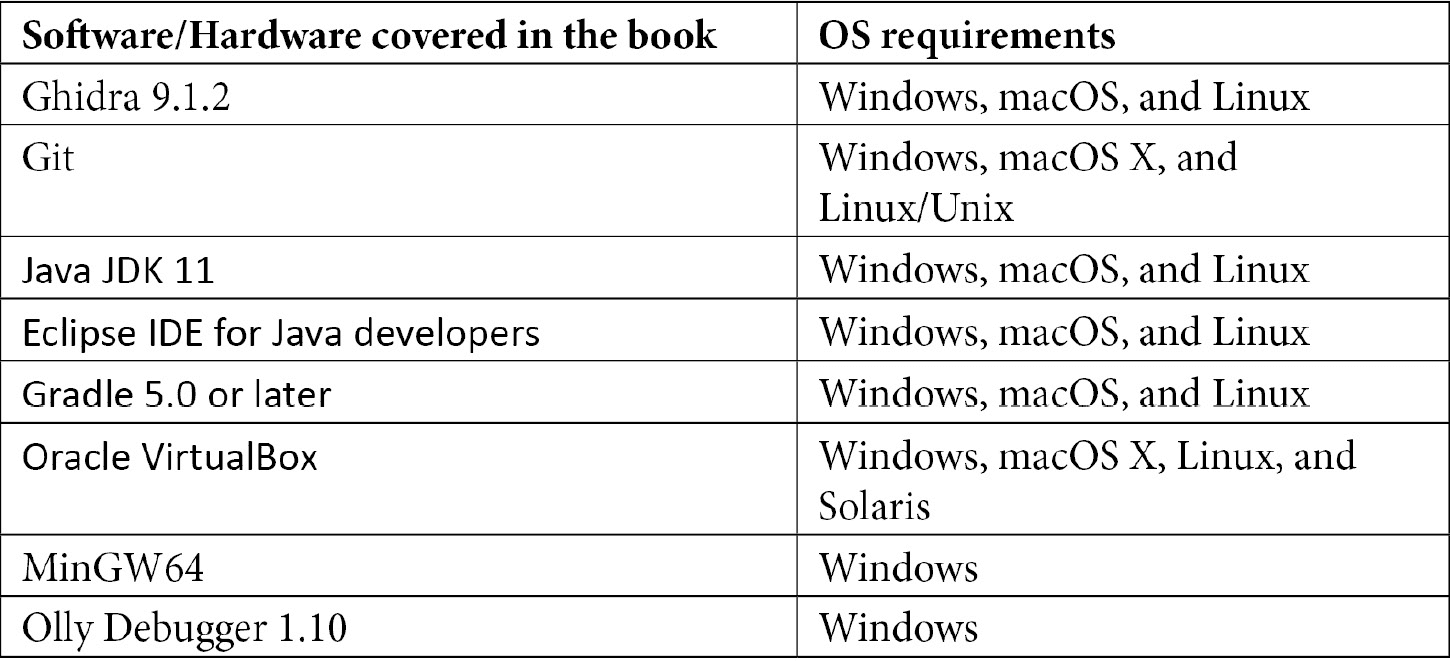 Software/Hardware covered in the book OS requirements
Ghidra 9.1.2 Windows, macOS, and Linux
Git Windows, macOS X, and
Linux/Unix
Java JDK 11 Windows, macOS, and Linux
Eclipse IDE for Java developers Windows, macOS, and Linux
Gradle 5.0 or later Windows, macOS, and Linux
Oracle VirtualBox Windows, macOS X, Linux, and
Solaris
MinGW64 Windows
Olly Debugger 1.10 Windows